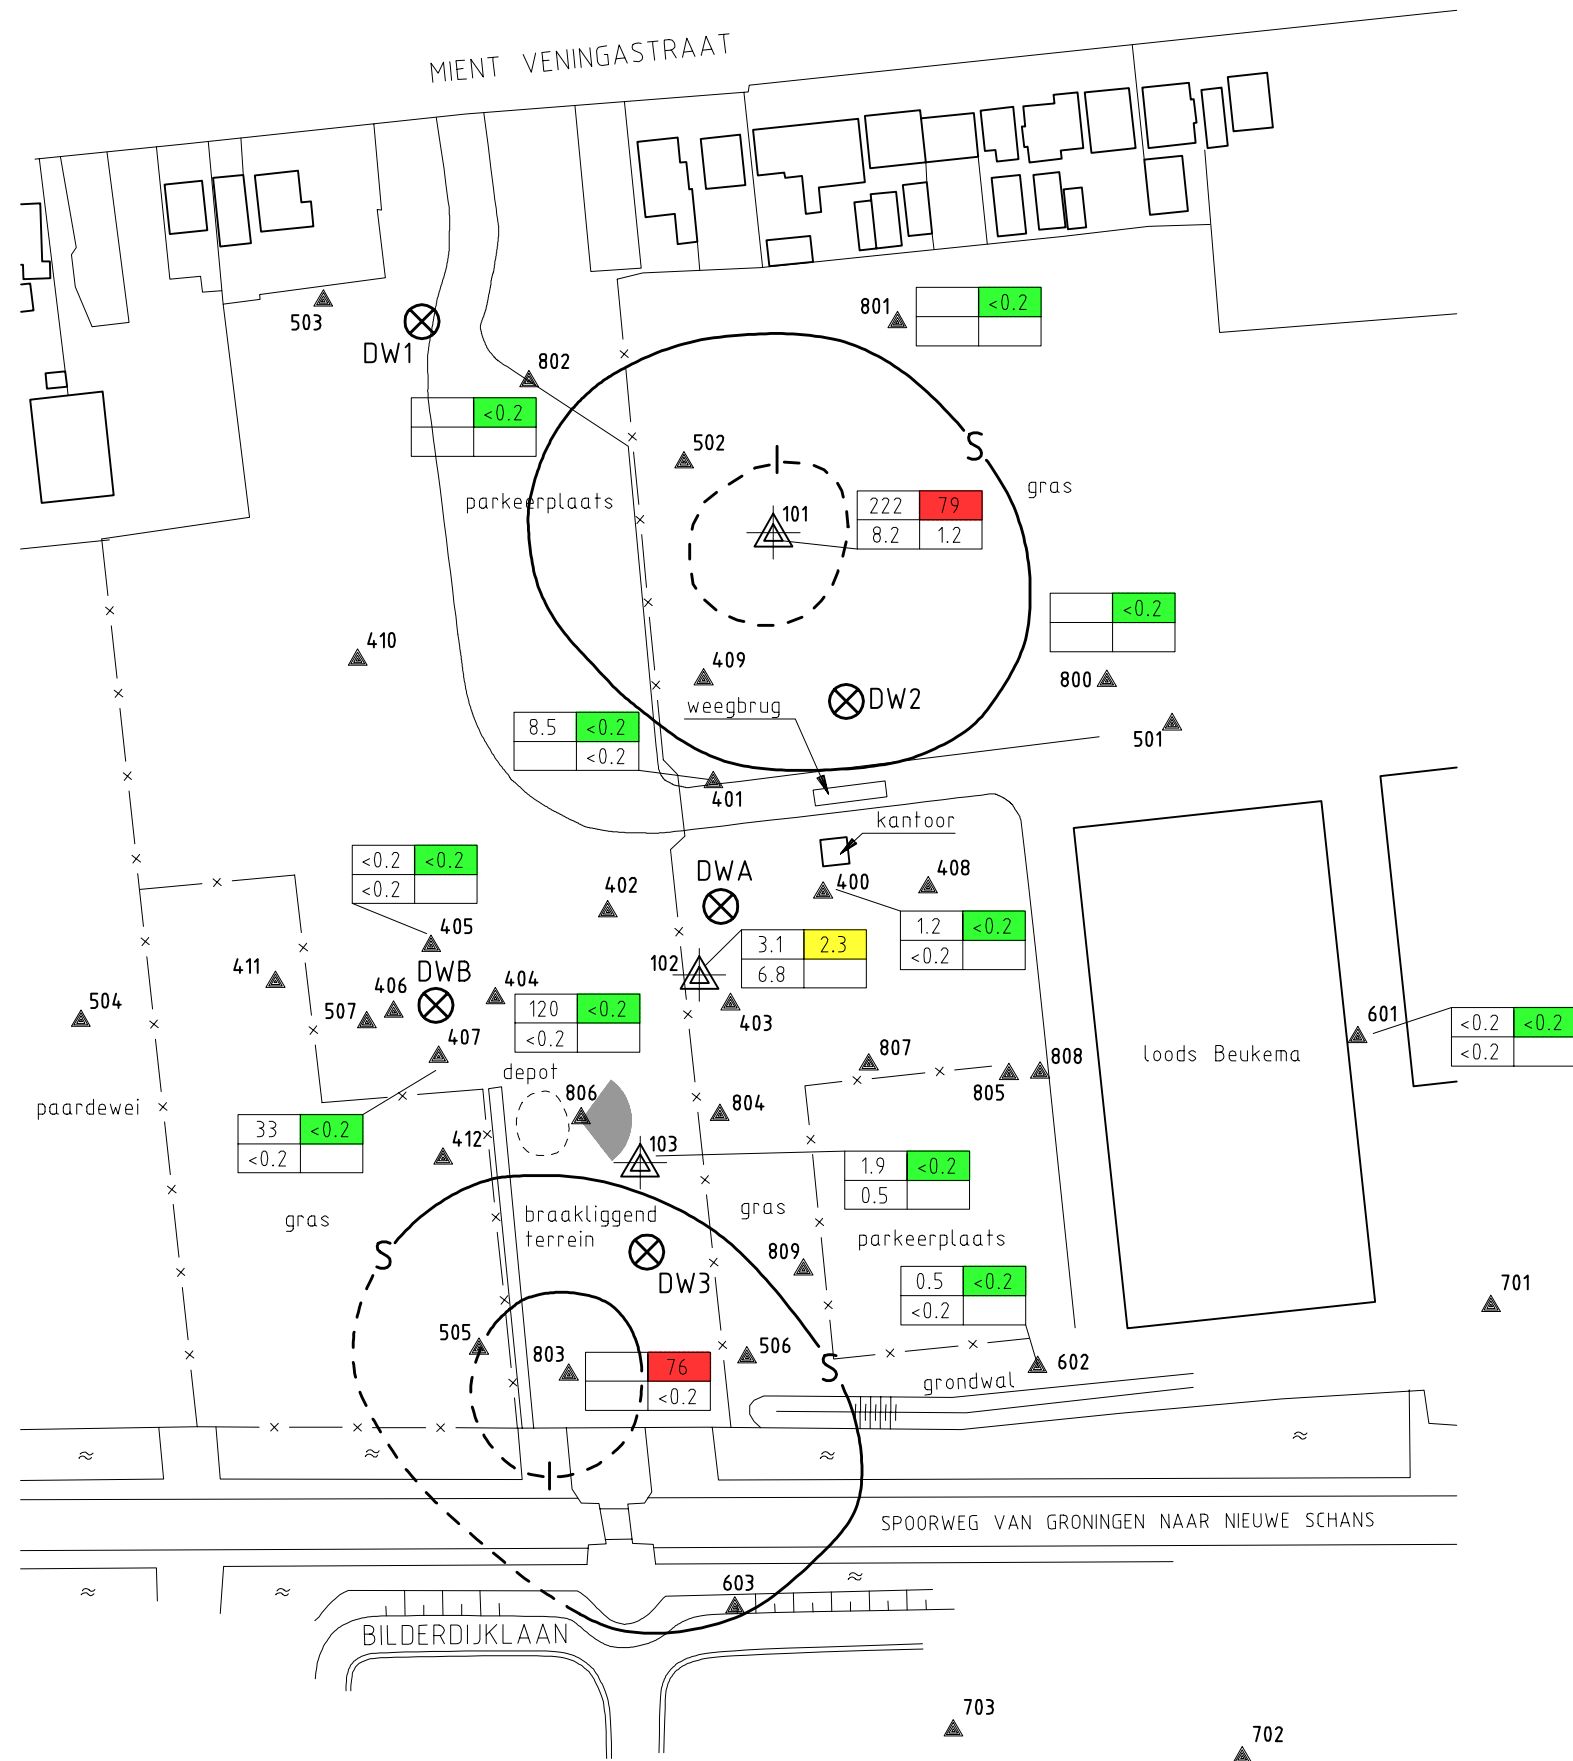 MIENT VENINGASTRAAT
503
DW1
801
<0.2
802
<0.2
502
S
parkeerplaats
gras
101
222 79
8.2 1.2
<0.2
410
409
800
weegbrug
DW2
8.5 <0.2
<0.2
501
401
kantoor
<0.2 <0.2
<0.2
DWA
402
400
408
405
1.2 <0.2
<0.2
3.1 2.3
6.8
102
411
DWB
406
404
504
507
120 <0.2
<0.2
403
601
<0.2 <0.2
<0.2
407
807
808
loods Beukema
805
depot
806
804
paardewei
33 <0.2
<0.2
412
103
1.9 <0.2
0.5
gras
braakliggend
terrein
gras
parkeerplaats
S
DW3
809
0.5 <0.2
<0.2
701
505
803
76
<0.2
506
S
602
grondwal
SPOORWEG VAN GRONINGEN NAAR NIEUWE SCHANS
603
BILDERDIJKLAAN
703
702